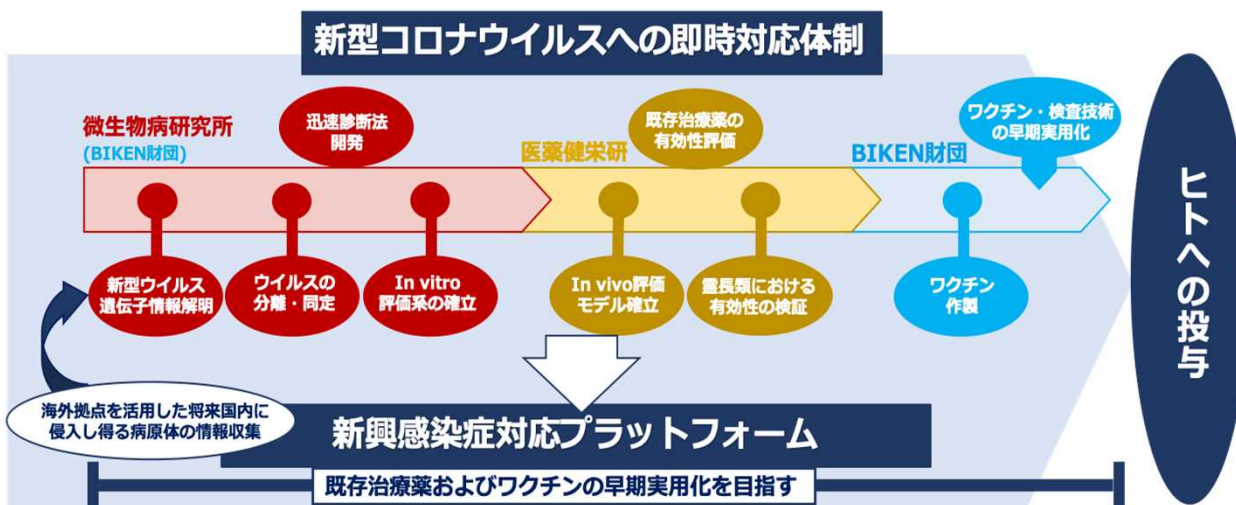 新型コロナウイルスへの即時対応体制
微生物病研究所
(BIKEN財団)
迅速診断法
開発
医薬健栄研
既存治療薬の
有効性評価
BIKEN財団
ワクチン・検査技術
の早期実用化
新型ウイルス
遺伝子情報解明
ウイルスの
分離・同定
In vitro
評価系の確立
In vivo評価
モデル確立
霊長類における
有効性の検証
ワクチン
作製
ヒトへの投与
海外拠点を活用した将来国内に
侵入し得る病原体の情報収集
新興感染症対応プラットフォーム
既存治療薬およびワクチンの早期実用化を目指す